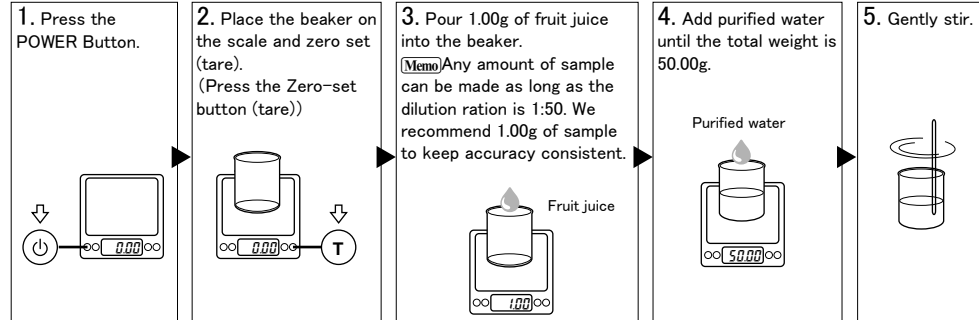 1. Press the
POWER Button.
0.00
2. Place the beaker on
the scale and zero set
(tare).
(Press the Zero-set
button (tare))
0.00
T
3. Pour 1.00g of fruit juice
into the beaker.
Memo Any amount of sample
can be made as long as the
dilution ration is 1:50. We
recommend 1.00g of sample
to keep accuracy consistent.
Fruit juice
1.00
4. Add purified water
until the total weight is
50.00g.
Purified water
50.00
5. Gently stir.